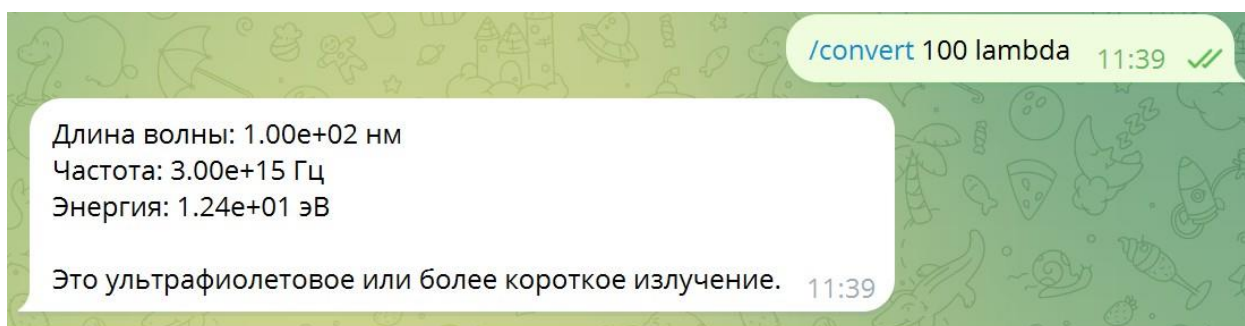 /convert 100 lambda 11:39
Длина волны: 1.00e+02 нм
Частота: 3.00e+15 Гц
Энергия: 1.24e+01 эВ
Это ультрафиолетовое или более короткое излучение. 11:39